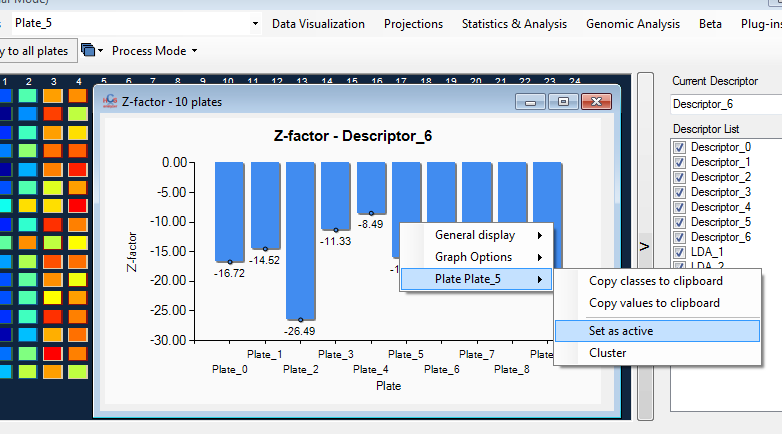 Plate_5
Data Visualization
Projections
Statistics & Analysis
Genomic Analysis
Beta
Plug-ins
y to all plates
Process Mode
1 2 3 4 5 6 7 8 9 10 11 12 13 14 15 16 17 18 19 20 21 22 23 24
Z-factor - 10 plates
Z-factor - Descriptor_6
Z-factor
0.00
-5.00
-10.00
-15.00
-20.00
-25.00
-30.00
-16.72
-14.52
-26.49
-11.33
-8.49
Plate_1
Plate_3
Plate_5
Plate_0
Plate_2
Plate_4
Plate_6
Plate_8
Plate
General display
Graph Options
Plate Plate_5
Copy classes to clipboard
Copy values to clipboard
Set as active
Cluster
>
Current Descriptor
Descriptor_6
Descriptor List
Descriptor_0
Descriptor_1
Descriptor_2
Descriptor_3
Descriptor_4
Descriptor_5
Descriptor_6
LDA_1
LDA_2